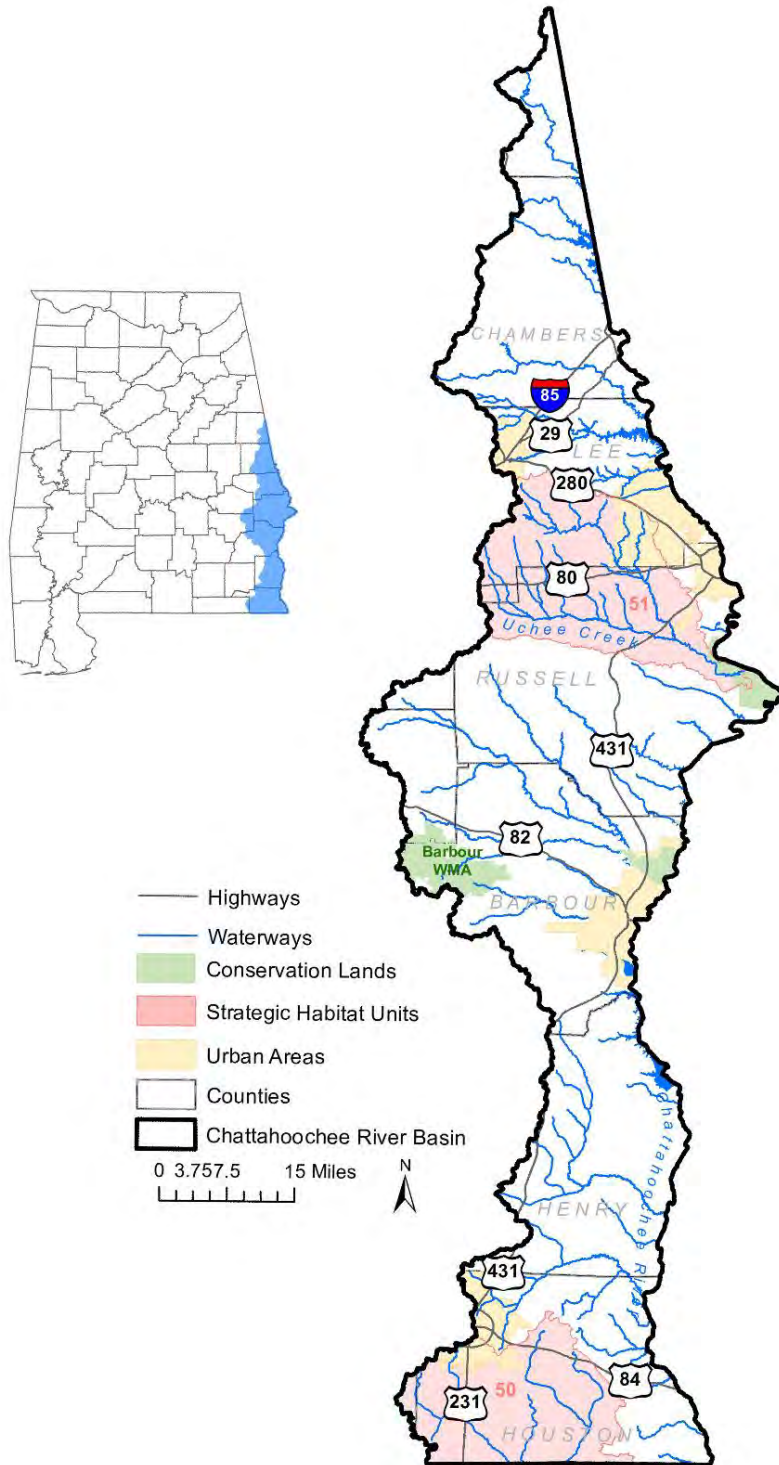 CHAMBERS
85
29
LEE
280
80
51
Uchee Creek
RUSSELL
431
82
Barbour
WMA
BARBOUR
Highways
Waterways
Conservation Lands
Strategic Habitat Units
Urban Areas
Counties
Chattahoochee River Basin
0 3.757.5 15 Miles
N
Chattahoochee River
HENRY
431
84
50
231
HOUSTON